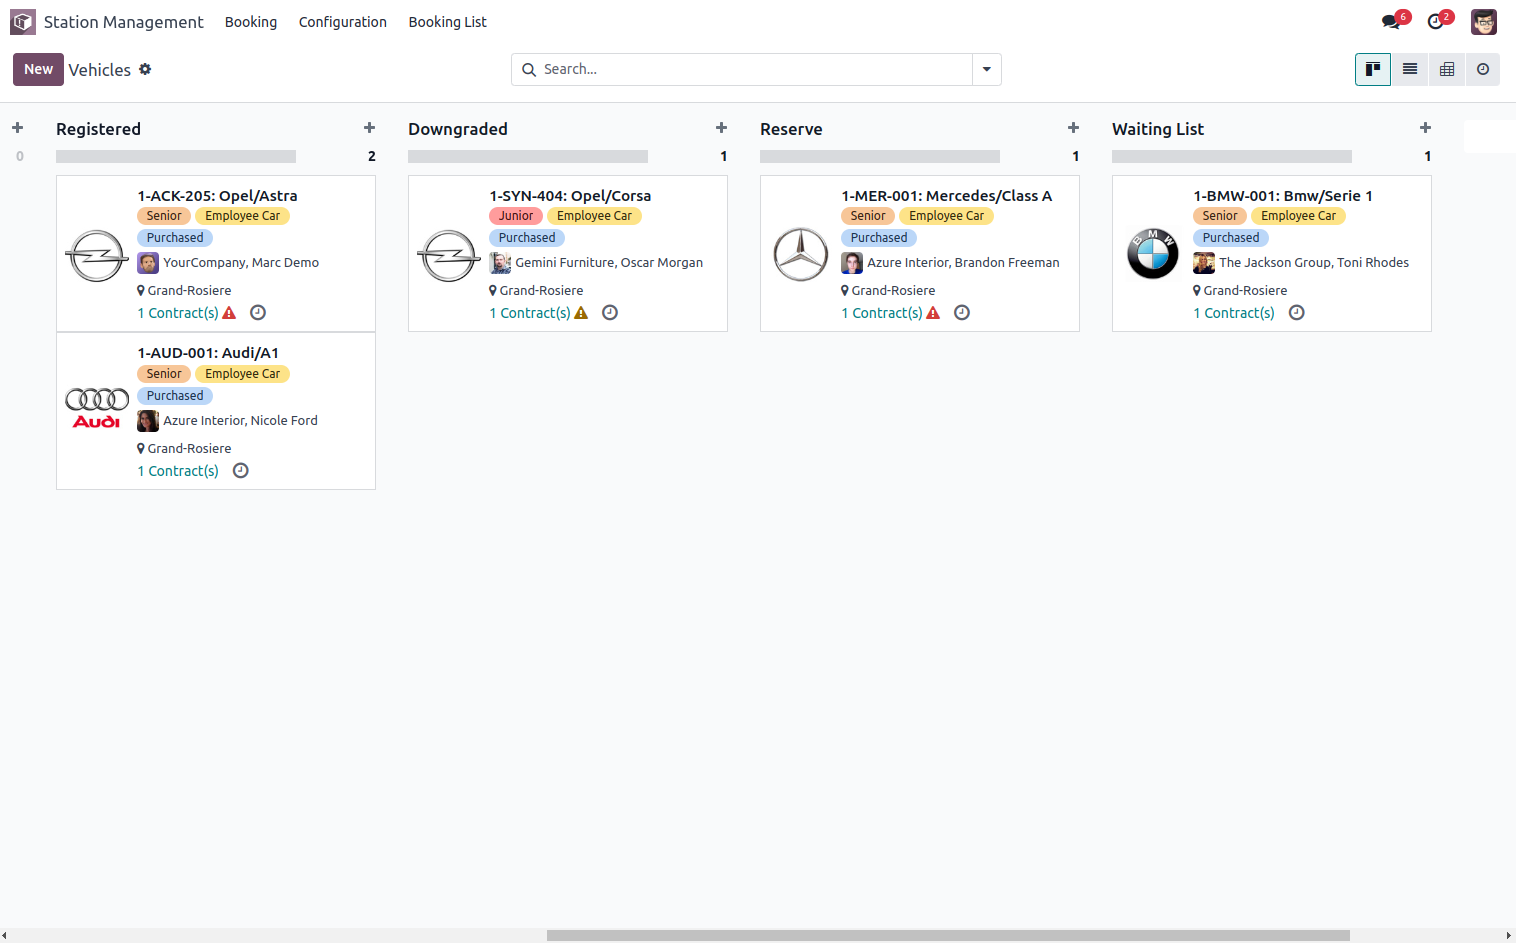 Station Management Booking Configuration Booking List 6 2
New Vehicles Search...
0
Registered
2
1-ACK-205: Opel/Astra
Senior Employee Car
Purchased
YourCompany, Marc Demo
Grand-Rosiere
1 Contract(s)
1-AUD-001: Audi/A1
Senior Employee Car
Purchased
Audi
Azure Interior, Nicole Ford
Grand-Rosiere
1 Contract(s)
Downgraded
1
1-SYN-404: Opel/Corsa
Junior Employee Car
Purchased
Gemini Furniture, Oscar Morgan
Grand-Rosiere
1 Contract(s)
Reserve
1
1-MER-001: Mercedes/Class A
Senior Employee Car
Purchased
Azure Interior, Brandon Freeman
Grand-Rosiere
1 Contract(s)
Waiting List
1
1-BMW-001: Bmw/Serie 1
Senior Employee Car
Purchased
BMW
The Jackson Group, Toni Rhodes
Grand-Rosiere
1 Contract(s)